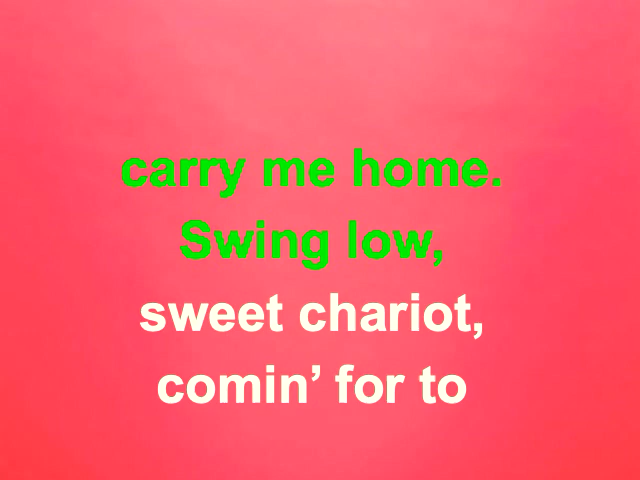 carry me home.
Swing low,
sweet chariot,
comin’ for to